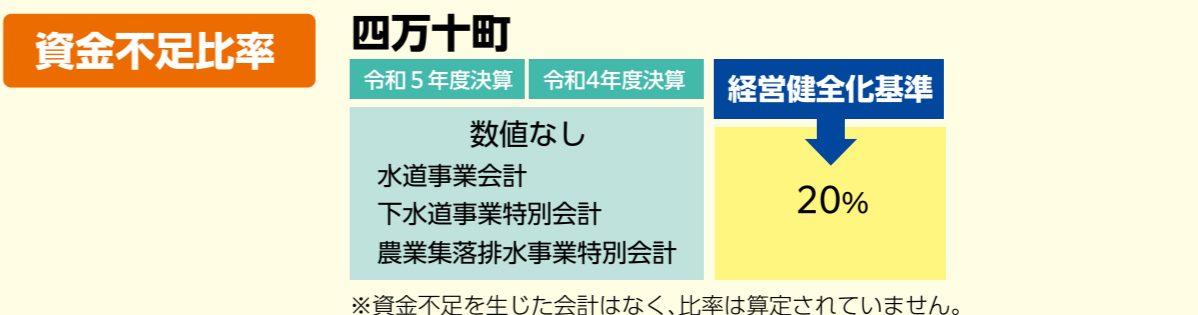 資金不足比率
四万十町
令和５年度決算
令和4年度決算
経営健全化基準
数値なし
水道事業会計
下水道事業特別会計
農業集落排水事業特別会計
20%
※資金不足を生じた会計はなく、比率は算定されていません。